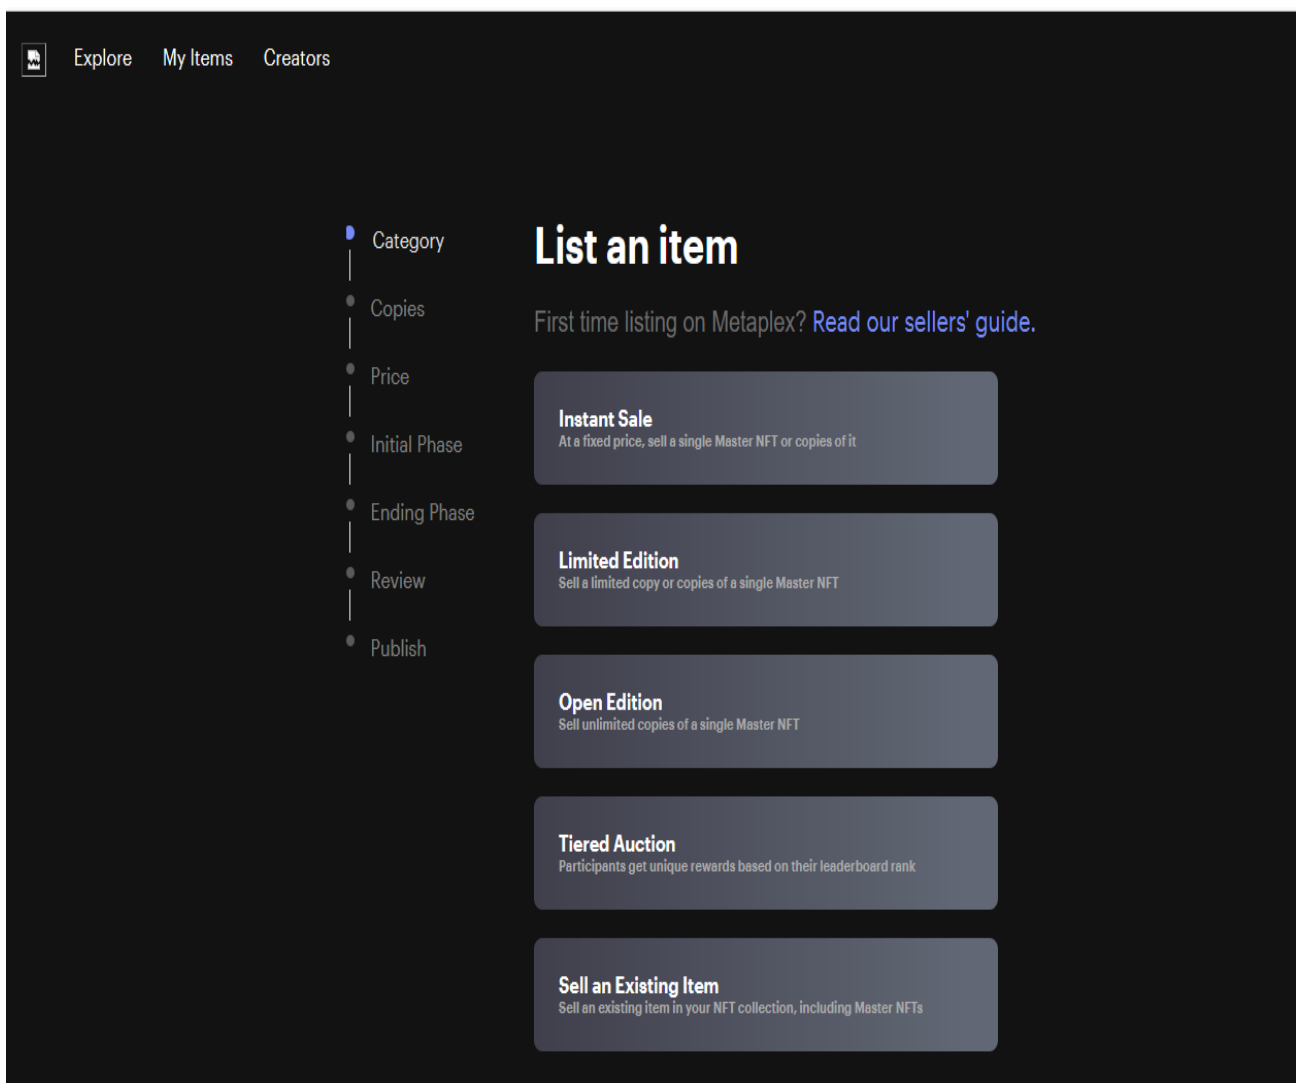 Explore
My Items
Creators
Category
Copies
Price
Initial Phase
Ending Phase
Review
Publish
List an item
First time listing on Metaplex? Read our sellers' guide.
Instant Sale
At a fixed price, sell a single Master NFT or copies of it
Limited Edition
Sell a limited copy or copies of a single Master NFT
Open Edition
Sell unlimited copies of a single Master NFT
Tiered Auction
Participants get unique rewards based on their leaderboard rank
Sell an Existing Item
Sell an existing item in your NFT collection, including Master NFTs